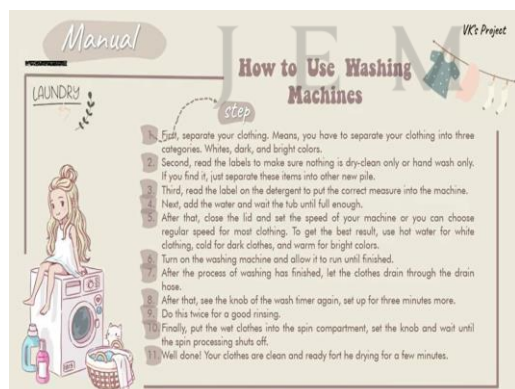 Manual
VK's Project
JEM
How to Use Washing
Machines
LAUNDRY
step
1. First, separate your clothing. Means, you have to separate your clothing into three
categories. Whites, dark, and bright colors.
2. Second, read the labels to make sure nothing is dry-clean only or hand wash only.
If you find it, just separate these items into other new pile.
3. Third, read the label on the detergent to put the correct measure into the machine.
4. Next, add the water and wait the tub until full enough.
5. After that, close the lid and set the speed of your machine or you can choose
regular speed for most clothing. To get the best result, use hot water for white
clothing, cold for dark clothes, and warm for bright colors.
6. Turn on the washing machine and allow it to run until finished.
7. After the process of washing has finished, let the clothes drain through the drain
hose.
8. After that, see the knob of the wash timer again, set up for three minutes more.
9. Do this twice for a good rinsing.
10. Finally, put the wet clothes into the spin compartment, set the knob and wait until
the spin processing shuts off.
11. Well done! Your clothes are clean and ready fort he drying for a few minutes.